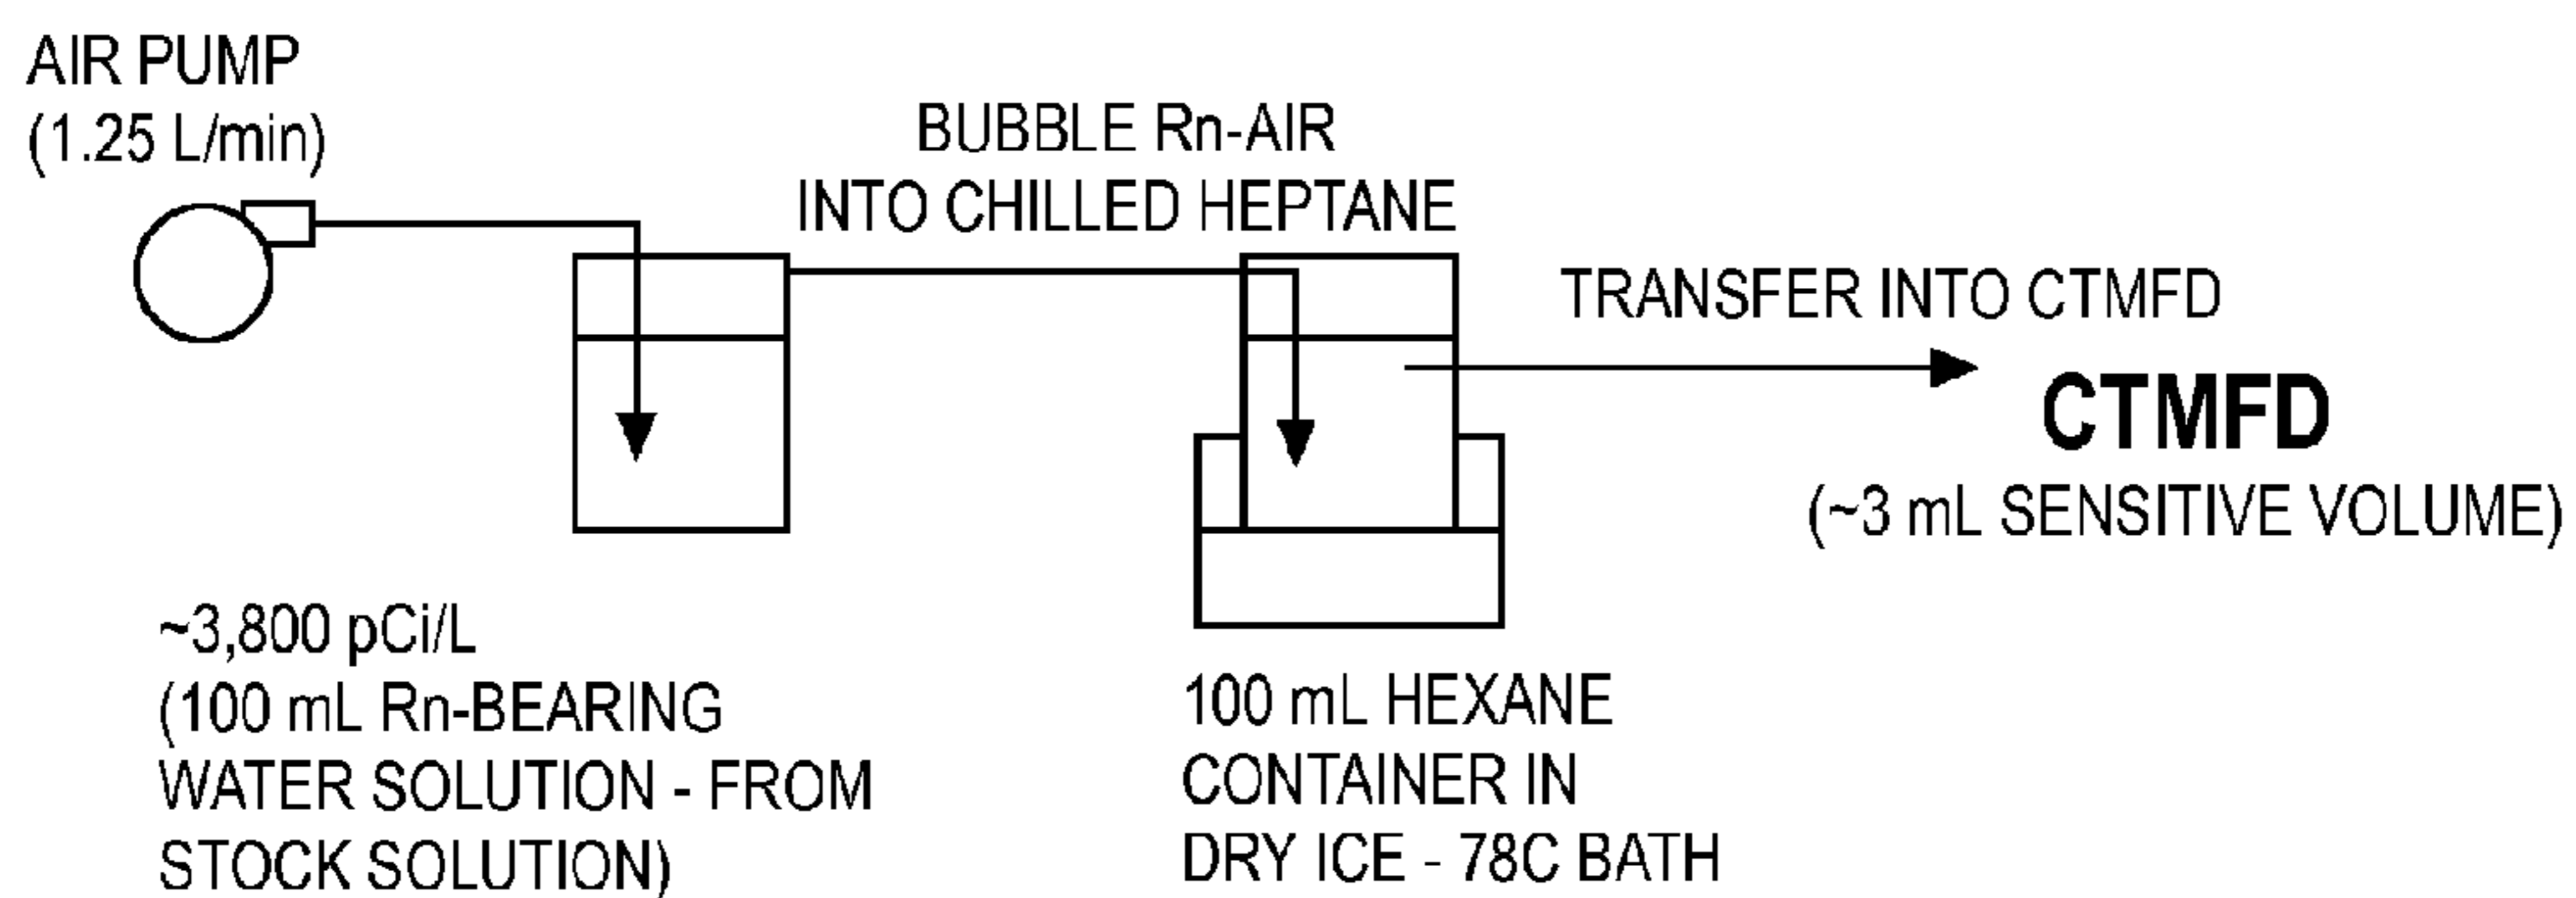 AIR PUMP
(1.25 L/min)
BUBBLE Rn-AIR
INTO CHILLED HEPTANE
TRANSFER INTO CTMFD
CTMFD
(~3 mL SENSITIVE VOLUME)
~3,800 pCi/L
(100 mL Rn-BEARING
WATER SOLUTION - FROM
STOCK SOLUTION)
100 mL HEXANE
CONTAINER IN
DRY ICE - 78C BATH